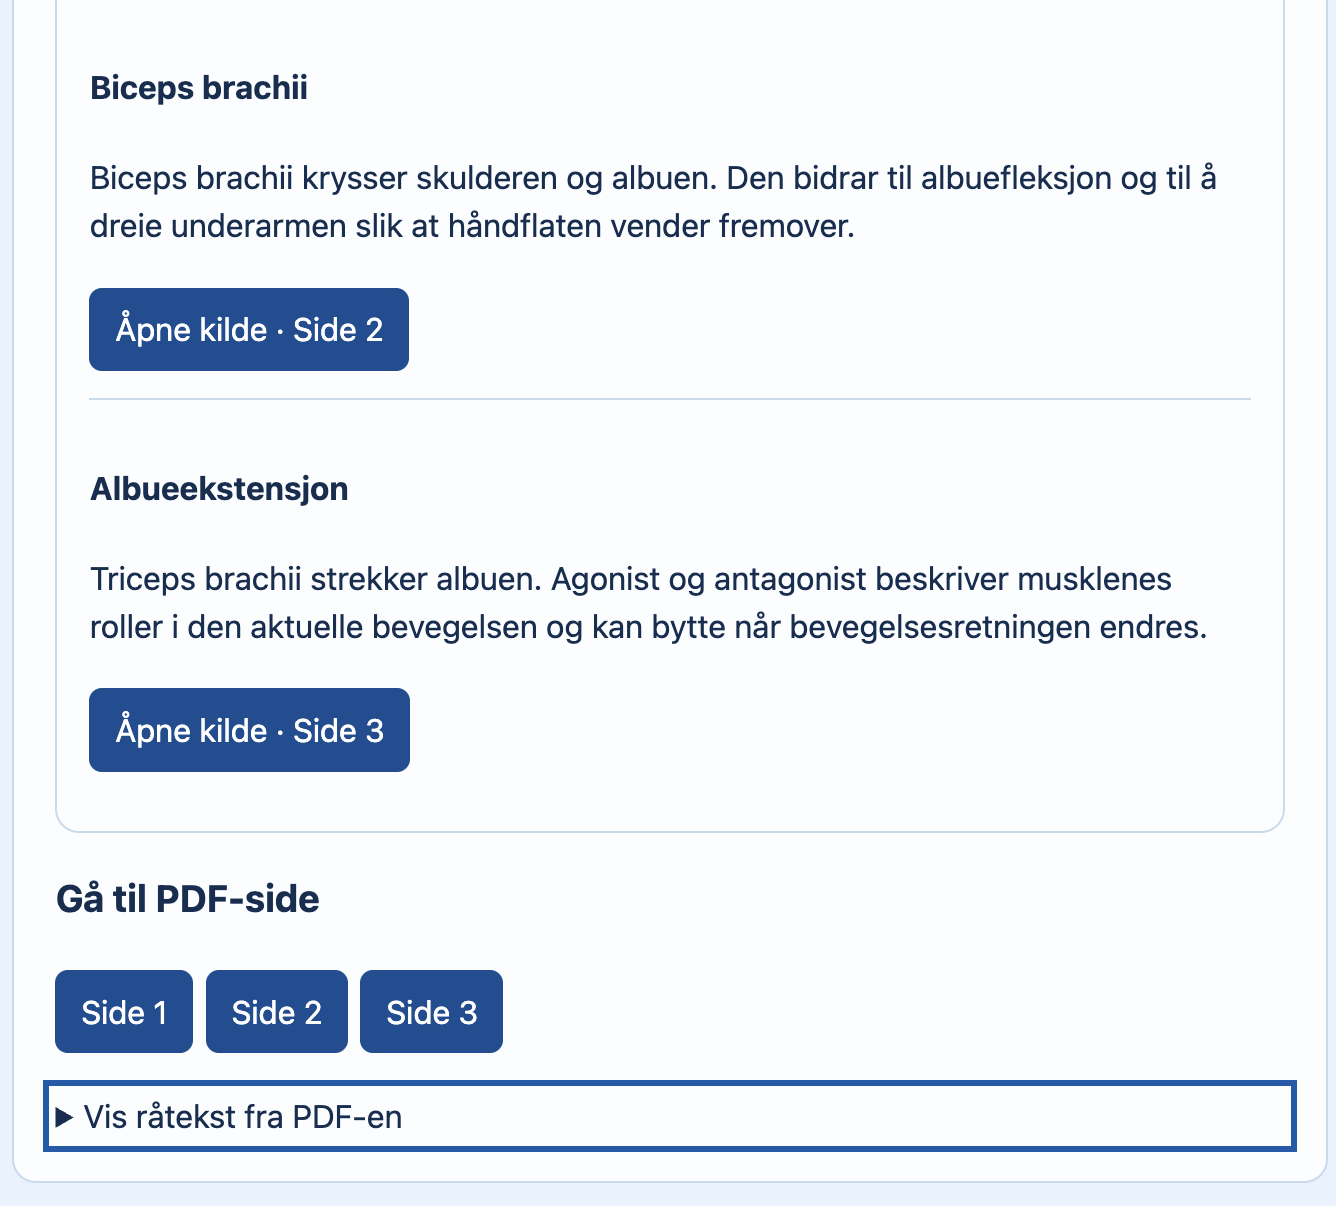 Biceps brachii
Biceps brachii krysser skulderen og albuen. Den bidrar til albuefleksjon og til å
dreie underarmen slik at håndflaten vender fremover.
Åpne kilde · Side 2
Albueekstensjon
Triceps brachii strekker albuen. Agonist og antagonist beskriver musklenes
roller i den aktuelle bevegelsen og kan bytte når bevegelsesretningen endres.
Åpne kilde · Side 3
Gå til PDF-side
Side 1 Side 2 Side 3
Vis råtekst fra PDF-en